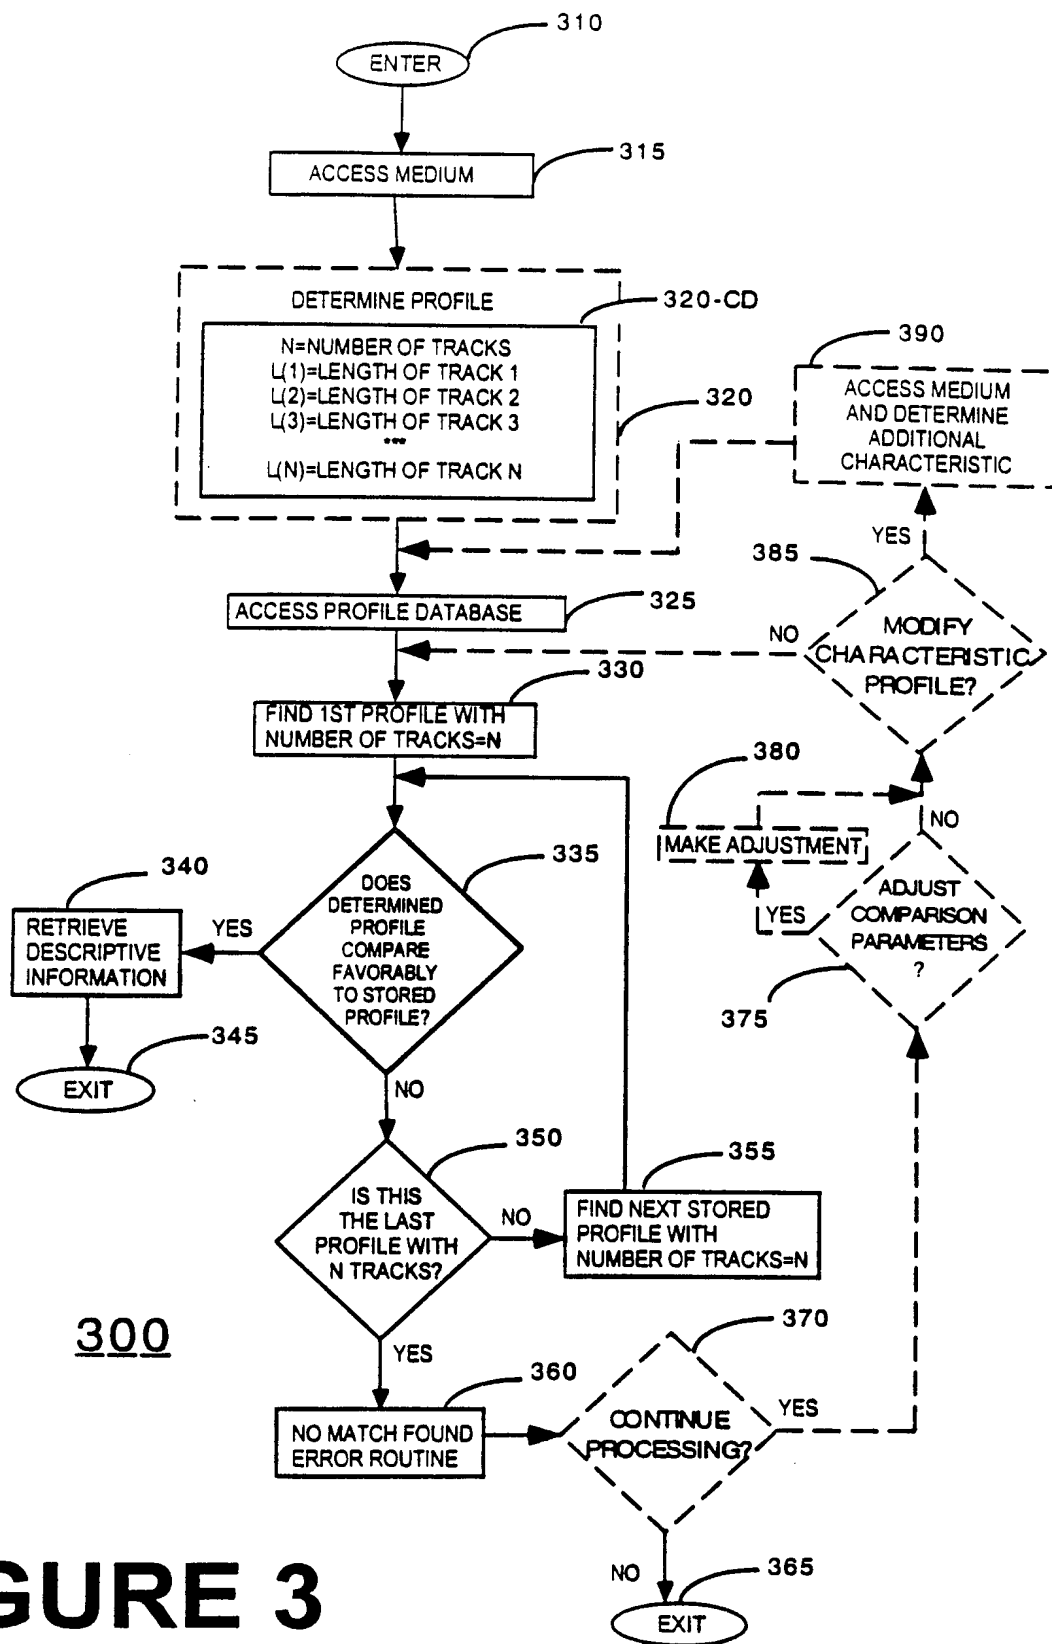 310
ENTER
315
ACCESS MEDIUM
DETERMINE PROFILE
320-CD
N=NUMBER OF TRACKS
L(1)=LENGTH OF TRACK 1
L(2)=LENGTH OF TRACK 2
L(3)=LENGTH OF TRACK 3
***
L(N)=LENGTH OF TRACK N
320
390
ACCESS MEDIUM
AND DETERMINE
ADDITIONAL
CHARACTERISTIC
YES
385
MODIFY
CHARACTERISTIC
PROFILE?
NO
325
ACCESS PROFILE DATABASE
330
FIND 1ST PROFILE WITH
NUMBER OF TRACKS=N
380
MAKE ADJUSTMENT
NO
YES
ADJUST
COMPARISON
PARAMETERS
?
375
335
DOES
DETERMINED
PROFILE
COMPARE
FAVORABLY
TO STORED
PROFILE?
340
YES
RETRIEVE
DESCRIPTIVE
INFORMATION
345
EXIT
NO
350
IS THIS
THE LAST
PROFILE WITH
N TRACKS?
NO
355
FIND NEXT STORED
PROFILE WITH
NUMBER OF TRACKS=N
300
YES
360
NO MATCH FOUND
ERROR ROUTINE
370
CONTINUE
PROCESSING?
YES
NO
365
EXIT
GURE 3